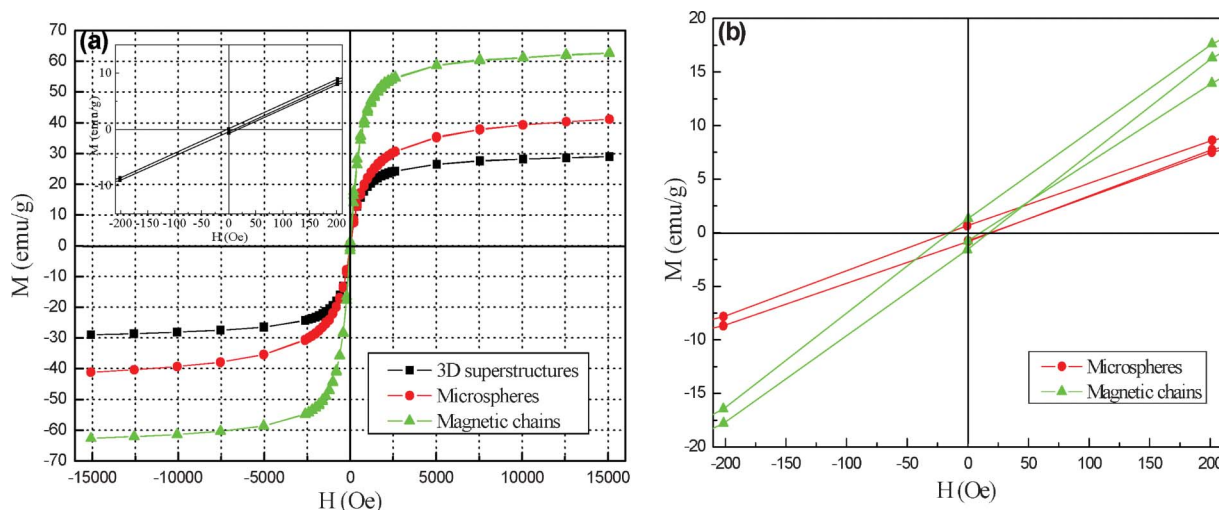 (a)
70
60
50
40
30
20
10
0
-10
-20
-30
-40
-50
-60
-70
M (emu/g)
-15000 -10000 -5000 0 5000 10000 15000
H (Oe)
10
0
-10
M (emu/g)
-200 -150 -100 -50 0 50 100 150 200
H (Oe)
3D superstructures
Microspheres
Magnetic chains
(b)
20
15
10
5
0
-5
-10
-15
-20
M (emu/g)
-200 -150 -100 -50 0 50 100 150 200
H (Oe)
Microspheres
Magnetic chains